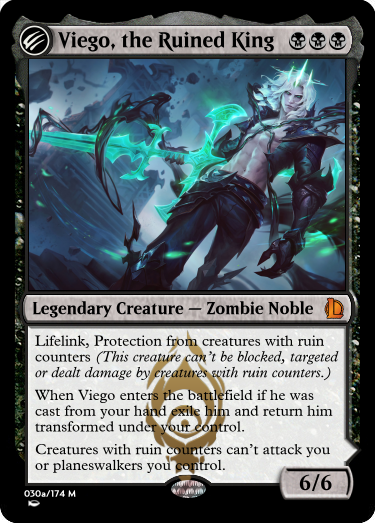 Viego, the Ruined King
Legendary Creature — Zombie Noble
Lifelink, Protection from creatures with ruin
counters (This creature can't be blocked, targeted
or dealt damage by creatures with ruin counters.)
When Viego enters the battlefield if he was
cast from your hand exile him and return him
transformed under your control.
Creatures with ruin counters can't attack you
or planeswalkers you control.
6/6
030a/174 M